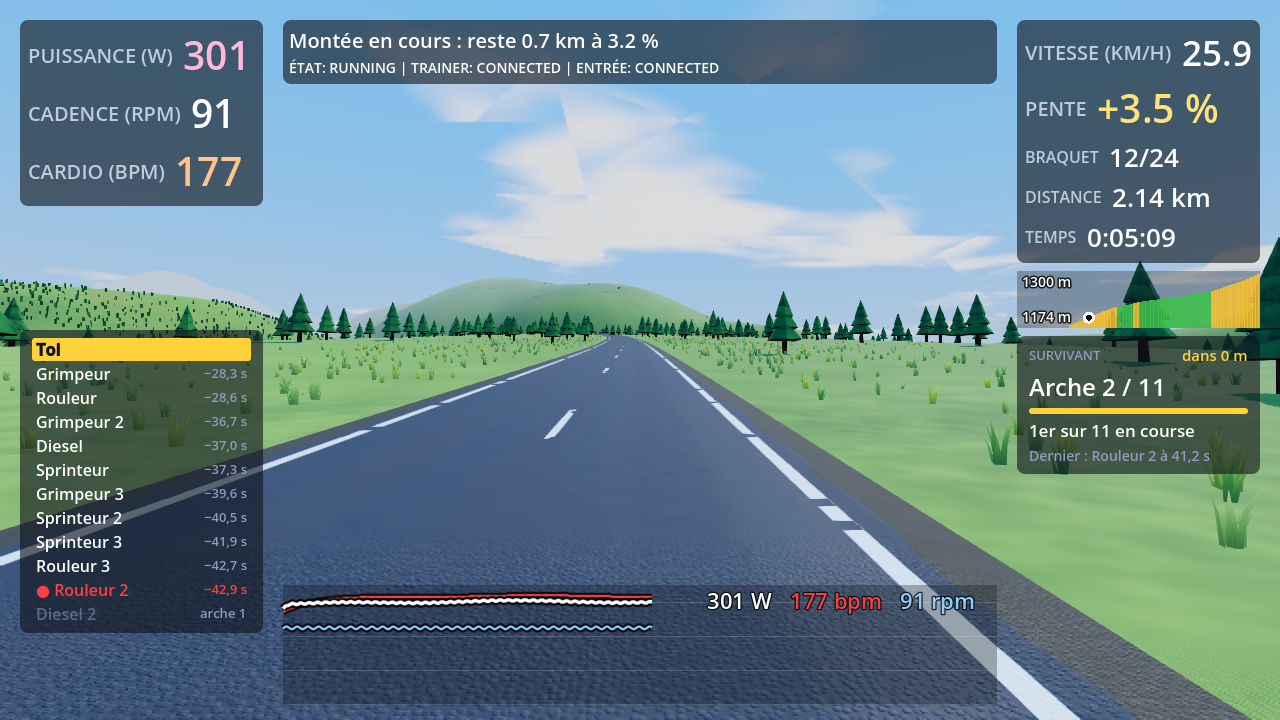 PUISSANCE (W) 301
CADENCE (RPM) 91
CARDIO (BPM) 177
Montée en cours : reste 0.7 km à 3.2 %
ÉTAT: RUNNING | TRAINER: CONNECTED | ENTRÉE: CONNECTED
VITESSE (KM/H) 25.9
PENTE +3.5 %
BRAQUET 12/24
DISTANCE 2.14 km
TEMPS 0:05:09
1300 m
1174 m
SURVIVANT dans 0 m
Arche 2 / 11
1er sur 11 en course
Dernier : Rouleur 2 à 41,2 s
Toi
Grimpeur −28,3 s
Rouleur −28,6 s
Grimpeur 2 −36,7 s
Diesel −37,0 s
Sprinteur −37,3 s
Grimpeur 3 −39,6 s
Sprinteur 2 −40,5 s
Sprinteur 3 −41,9 s
Rouleur 3 −42,7 s
Rouleur 2 −42,9 s
Diesel 2 arche 1
301 W 177 bpm 91 rpm